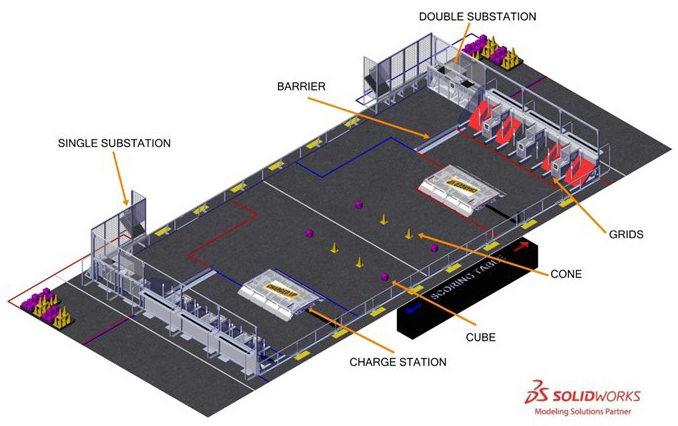 DOUBLE SUBSTATION
BARRIER
SINGLE SUBSTATION
GRIDS
CONE
SCORING TABLE
CUBE
CHARGE STATION
SOLIDWORKS
Modeling Solutions Partner